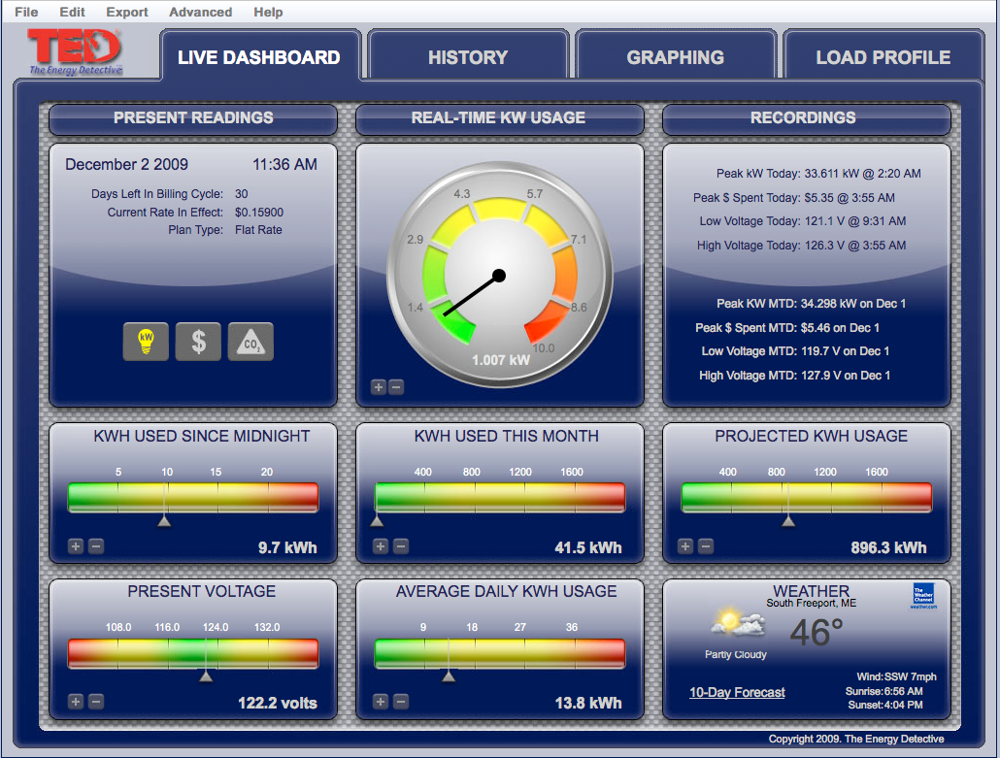 File Edit Export Advanced Help
TED
The Energy Detective
LIVE DASHBOARD
HISTORY
GRAPHING
LOAD PROFILE
PRESENT READINGS
December 2 2009 11:36 AM
Days Left In Billing Cycle: 30
Current Rate In Effect: $0.15900
Plan Type: Flat Rate
kW
$
CO2
REAL-TIME KW USAGE
4.3 5.7
2.9 7.1
1.4 8.6
10.0
1.007 kW
+ −
RECORDINGS
Peak kW Today: 33.611 kW @ 2:20 AM
Peak $ Spent Today: $5.35 @ 3:55 AM
Low Voltage Today: 121.1 V @ 9:31 AM
High Voltage Today: 126.3 V @ 3:55 AM
Peak KW MTD: 34.298 kW on Dec 1
Peak $ Spent MTD: $5.46 on Dec 1
Low Voltage MTD: 119.7 V on Dec 1
High Voltage MTD: 127.9 V on Dec 1
KWH USED SINCE MIDNIGHT
5 10 15 20
+ − 9.7 kWh
KWH USED THIS MONTH
400 800 1200 1600
+ − 41.5 kWh
PROJECTED KWH USAGE
400 800 1200 1600
+ − 896.3 kWh
PRESENT VOLTAGE
108.0 116.0 124.0 132.0
+ − 122.2 volts
AVERAGE DAILY KWH USAGE
9 18 27 36
+ − 13.8 kWh
WEATHER
South Freeport, ME
The
Weather
Channel
weather.com
46°
Partly Cloudy
Wind: SSW 7mph
10-Day Forecast
Sunrise: 6:56 AM
Sunset: 4:04 PM
Copyright 2009. The Energy Detective